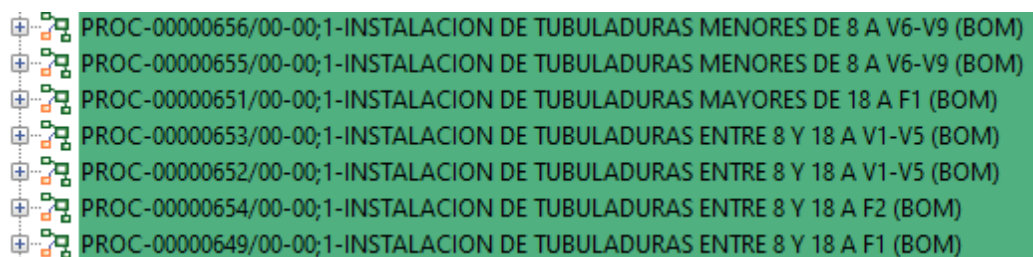 PROC-00000656/00-00;1-INSTALACION DE TUBULADURAS MENORES DE 8 A V6-V9 (BOM)
PROC-00000655/00-00;1-INSTALACION DE TUBULADURAS MENORES DE 8 A V6-V9 (BOM)
PROC-00000651/00-00;1-INSTALACION DE TUBULADURAS MAYORES DE 18 A F1 (BOM)
PROC-00000653/00-00;1-INSTALACION DE TUBULADURAS ENTRE 8 Y 18 A V1-V5 (BOM)
PROC-00000652/00-00;1-INSTALACION DE TUBULADURAS ENTRE 8 Y 18 A V1-V5 (BOM)
PROC-00000654/00-00;1-INSTALACION DE TUBULADURAS ENTRE 8 Y 18 A F2 (BOM)
PROC-00000649/00-00;1-INSTALACION DE TUBULADURAS ENTRE 8 Y 18 A F1 (BOM)